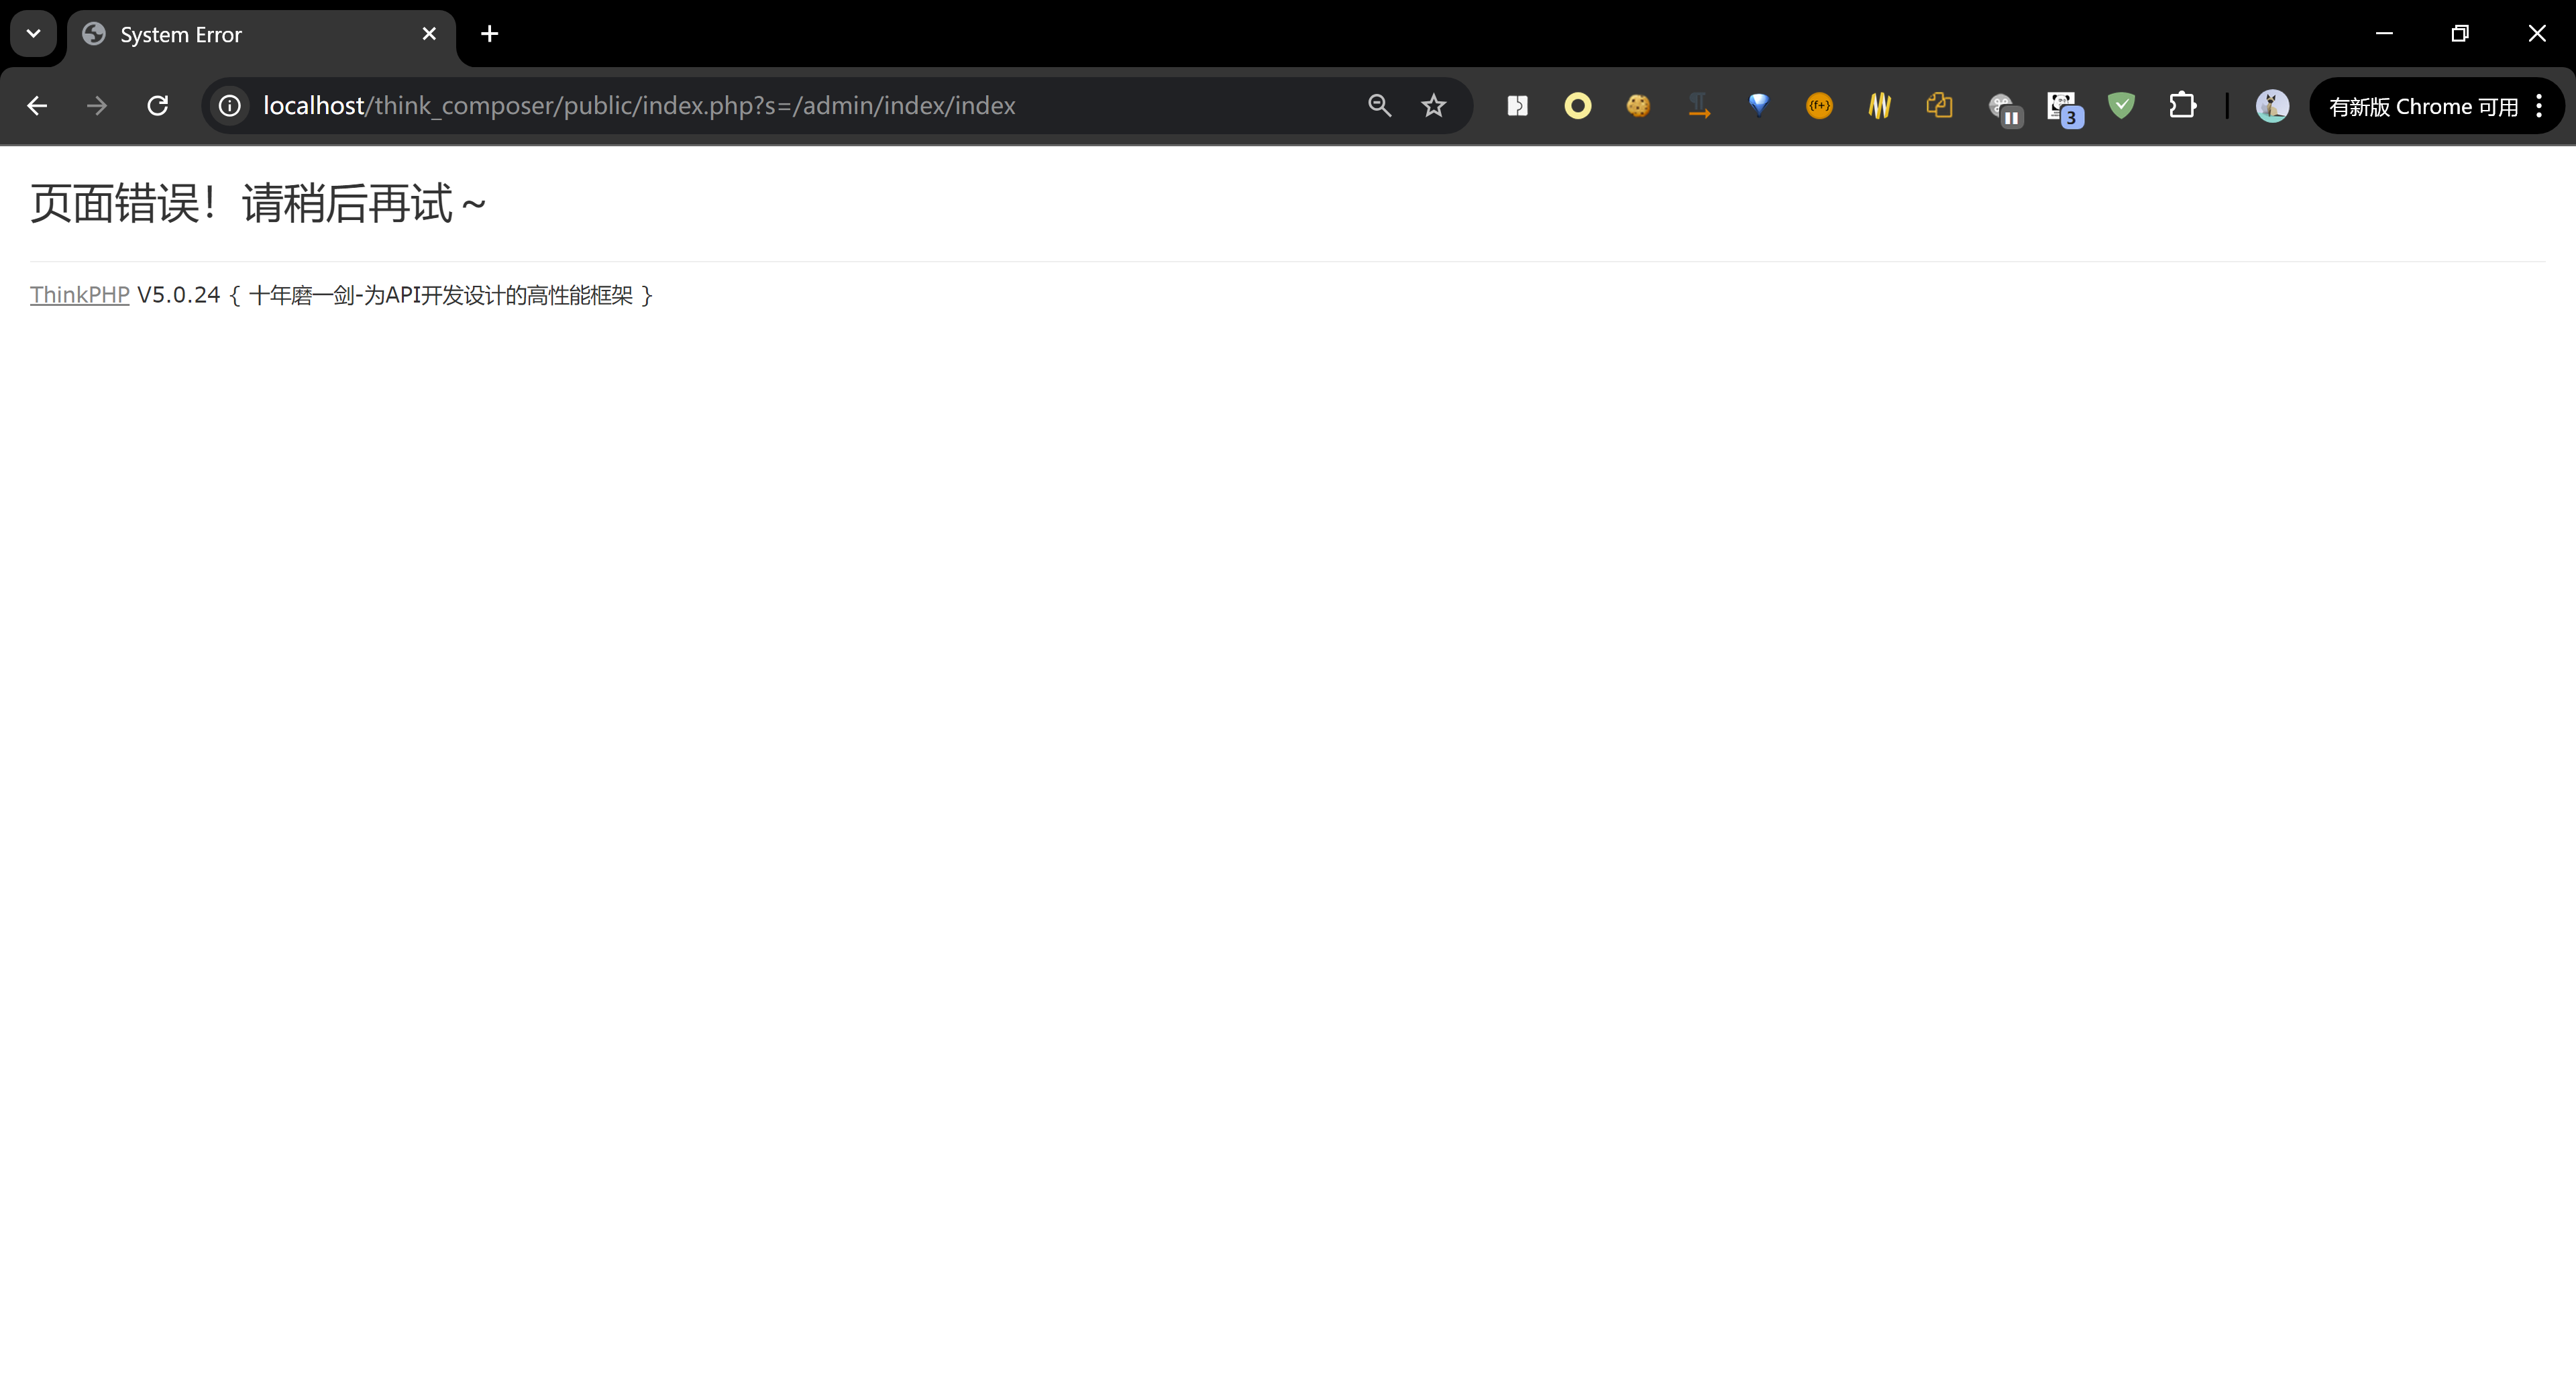 System Error
localhost/think_composer/public/index.php?s=/admin/index/index
{f+}
3
有新版 Chrome 可用
页面错误！请稍后再试～
ThinkPHP V5.0.24 { 十年磨一剑-为API开发设计的高性能框架 }